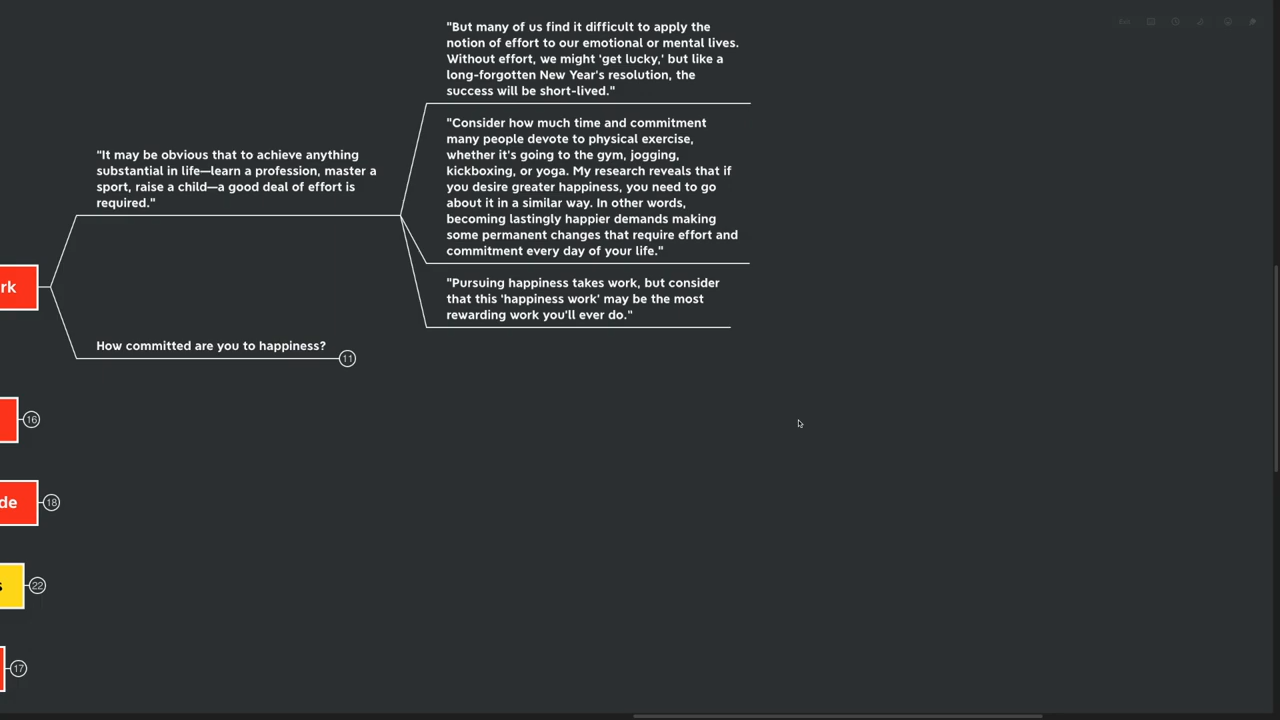 "But many of us find it difficult to apply the
notion of effort to our emotional or mental lives.
Without effort, we might 'get lucky,' but like a
long-forgotten New Year's resolution, the
success will be short-lived."
"Consider how much time and commitment
many people devote to physical exercise,
whether it's going to the gym, jogging,
kickboxing, or yoga. My research reveals that if
you desire greater happiness, you need to go
about it in a similar way. In other words,
becoming lastingly happier demands making
some permanent changes that require effort and
commitment every day of your life."
"Pursuing happiness takes work, but consider
that this 'happiness work' may be the most
rewarding work you'll ever do."
"It may be obvious that to achieve anything
substantial in life—learn a profession, master a
sport, raise a child—a good deal of effort is
required."
How committed are you to happiness?
11
rk
16
de
18
s
22
17